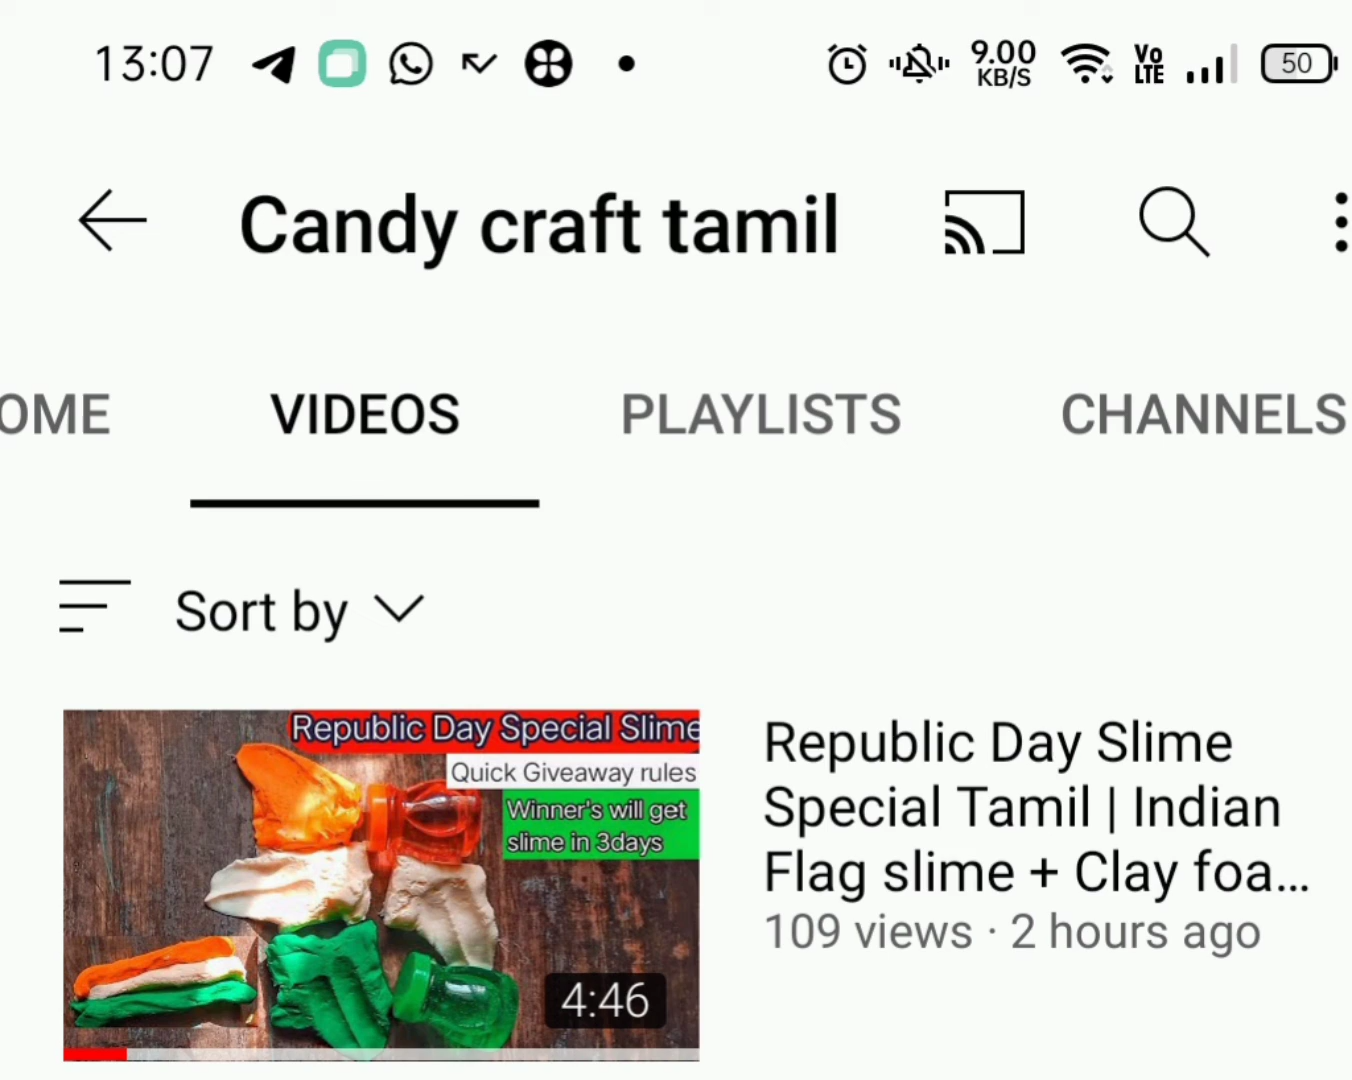 13:07
9.00
KB/S
Vo
LTE
50
Candy craft tamil
OME
VIDEOS
PLAYLISTS
CHANNELS
Sort by
Republic Day Special Slime
Quick Giveaway rules
Winner's will get
slime in 3days
4:46
Republic Day Slime
Special Tamil | Indian
Flag slime + Clay foa...
109 views · 2 hours ago